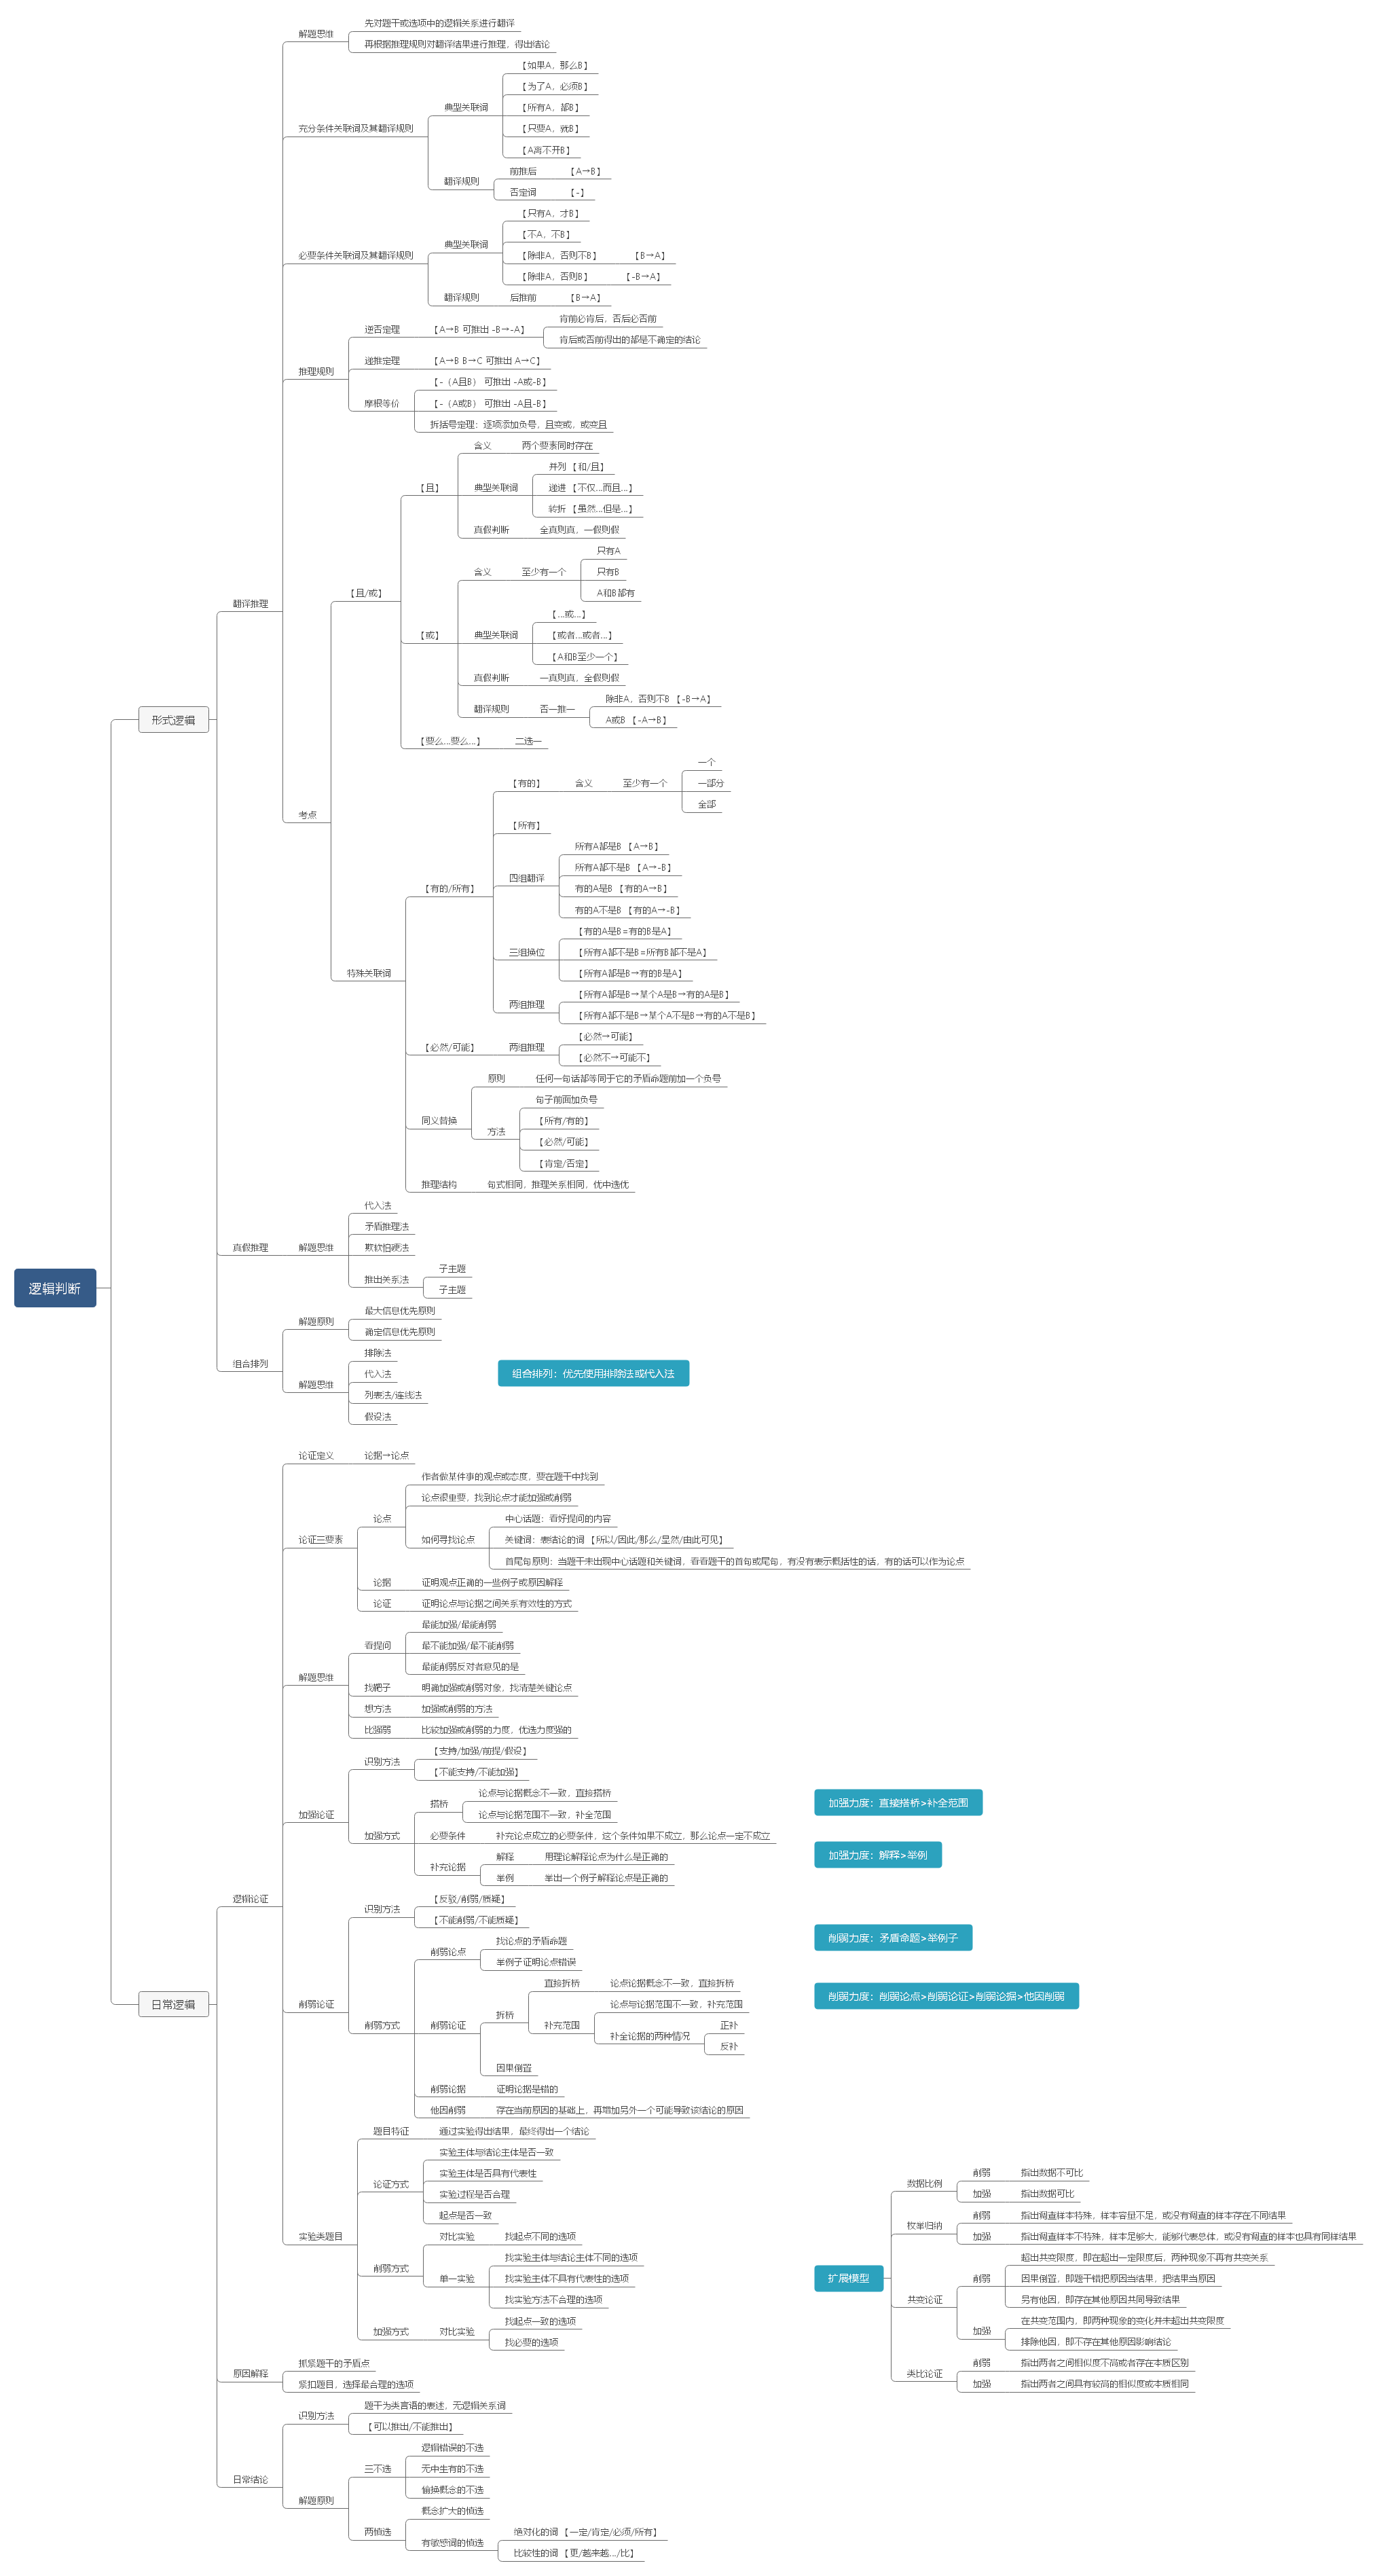 逻辑判断
形式逻辑
翻译推理
解题思维
先对题干或选项中的逻辑关系进行翻译
再根据推理规则对翻译结果进行推理，得出结论
充分条件关联词及其翻译规则
典型关联词
【如果A，那么B】
【为了A，必须B】
【所有A，都B】
【只要A，就B】
【A离不开B】
翻译规则
前推后 【A→B】
否定词 【-】
必要条件关联词及其翻译规则
典型关联词
【只有A，才B】
【不A，不B】
【除非A，否则不B】 【B→A】
【除非A，否则B】 【-B→A】
翻译规则 后推前 【B→A】
推理规则
逆否定理 【A→B 可推出 -B→-A】
肯前必肯后，否后必否前
肯后或否前得出的都是不确定的结论
递推定理 【A→B B→C 可推出 A→C】
摩根等价
【-（A且B） 可推出 -A或-B】
【-（A或B） 可推出 -A且-B】
拆括号定理：逐项添加负号，且变或，或变且
考点
【且/或】
【且】
含义 两个要素同时存在
典型关联词
并列 【和/且】
递进 【不仅...而且...】
转折 【虽然...但是...】
真假判断 全真则真，一假则假
【或】
含义 至少有一个
只有A
只有B
A和B都有
典型关联词
【...或...】
【或者...或者...】
【A和B至少一个】
真假判断 一真则真，全假则假
翻译规则 否一推一
除非A，否则不B 【-B→A】
A或B 【-A→B】
【要么...要么...】 二选一
特殊关联词
【有的/所有】
【有的】 含义 至少有一个
一个
一部分
全部
【所有】
四组翻译
所有A都是B 【A→B】
所有A都不是B 【A→-B】
有的A是B 【有的A→B】
有的A不是B 【有的A→-B】
三组换位
【有的A是B=有的B是A】
【所有A都不是B=所有B都不是A】
【所有A都是B→有的B是A】
两组推理
【所有A都是B→某个A是B→有的A是B】
【所有A都不是B→某个A不是B→有的A不是B】
【必然/可能】 两组推理
【必然→可能】
【必然不→可能不】
同义替换
原则 任何一句话都等同于它的矛盾命题前加一个负号
方法
句子前面加负号
【所有/有的】
【必然/可能】
【肯定/否定】
推理结构 句式相同，推理关系相同，优中选优
真假推理 解题思维
代入法
矛盾推理法
欺软怕硬法
推出关系法
子主题
子主题
组合排列
解题原则
最大信息优先原则
确定信息优先原则
解题思维
排除法
代入法
列表法/连线法
假设法
组合排列：优先使用排除法或代入法
日常逻辑
逻辑论证
论证定义 论据→论点
论证三要素
论点
作者做某件事的观点或态度，要在题干中找到
论点很重要，找到论点才能加强或削弱
如何寻找论点
中心话题：看好提问的内容
关键词：表结论的词 【所以/因此/那么/显然/由此可见】
首尾句原则：当题干未出现中心话题和关键词，看看题干的首句或尾句，有没有表示概括性的话，有的话可以作为论点
论据 证明观点正确的一些例子或原因解释
论证 证明论点与论据之间关系有效性的方式
解题思维
看提问
最能加强/最能削弱
最不能加强/最不能削弱
最能削弱反对者意见的是
找靶子 明确加强或削弱对象，找清楚关键论点
想方法 加强或削弱的方法
比强弱 比较加强或削弱的力度，优选力度强的
加强论证
识别方法
【支持/加强/前提/假设】
【不能支持/不能加强】
加强方式
搭桥
论点与论据概念不一致，直接搭桥
论点与论据范围不一致，补全范围
必要条件 补充论点成立的必要条件，这个条件如果不成立，那么论点一定不成立
补充论据
解释 用理论解释论点为什么是正确的
举例 举出一个例子解释论点是正确的
加强力度：直接搭桥>补全范围
加强力度：解释>举例
削弱论证
识别方法
【反驳/削弱/质疑】
【不能削弱/不能质疑】
削弱方式
削弱论点
找论点的矛盾命题
举例子证明论点错误
削弱论证
拆桥
直接拆桥 论点论据概念不一致，直接拆桥
补充范围
论点与论据范围不一致，补充范围
补全论据的两种情况
正补
反补
因果倒置
削弱论据 证明论据是错的
他因削弱 存在当前原因的基础上，再增加另外一个可能导致该结论的原因
削弱力度：矛盾命题>举例子
削弱力度：削弱论点>削弱论证>削弱论据>他因削弱
实验类题目
题目特征 通过实验得出结果，最终得出一个结论
论证方式
实验主体与结论主体是否一致
实验主体是否具有代表性
实验过程是否合理
起点是否一致
削弱方式
对比实验 找起点不同的选项
单一实验
找实验主体与结论主体不同的选项
找实验主体不具有代表性的选项
找实验方法不合理的选项
加强方式 对比实验
找起点一致的选项
找必要的选项
原因解释
抓紧题干的矛盾点
紧扣题目，选择最合理的选项
日常结论
识别方法
题干为类言语的表述，无逻辑关系词
【可以推出/不能推出】
解题原则
三不选
逻辑错误的不选
无中生有的不选
偷换概念的不选
两慎选
概念扩大的慎选
有敏感词的慎选
绝对化的词 【一定/肯定/必须/所有】
比较性的词 【更/越来越.../比】
扩展模型
数据比例
削弱 指出数据不可比
加强 指出数据可比
枚举归纳
削弱 指出调查样本特殊，样本容量不足，或没有调查的样本存在不同结果
加强 指出调查样本不特殊，样本足够大，能够代表总体，或没有调查的样本也具有同样结果
共变论证
削弱
超出共变限度，即在超出一定限度后，两种现象不再有共变关系
因果倒置，即题干错把原因当结果，把结果当原因
另有他因，即存在其他原因共同导致结果
加强
在共变范围内，即两种现象的变化并未超出共变限度
排除他因，即不存在其他原因影响结论
类比论证
削弱 指出两者之间相似度不高或者存在本质区别
加强 指出两者之间具有较高的相似度或本质相同